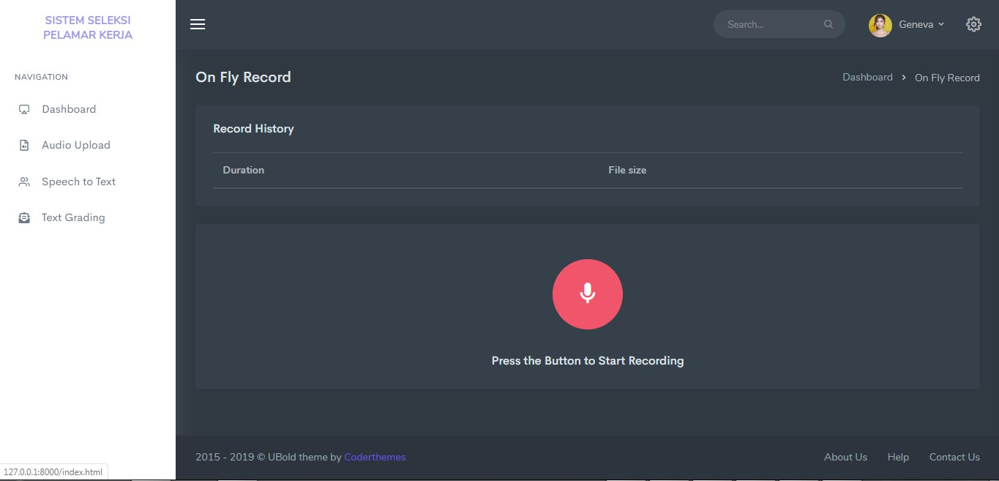 SISTEM SELEKSI
PELAMAR KERJA
Search...
Geneva
NAVIGATION
Dashboard
Audio Upload
Speech to Text
Text Grading
On Fly Record
Dashboard > On Fly Record
Record History
Duration File size
Press the Button to Start Recording
2015 - 2019 © UBold theme by Coderthemes
About Us Help Contact Us
127.0.0.1:8000/index.html